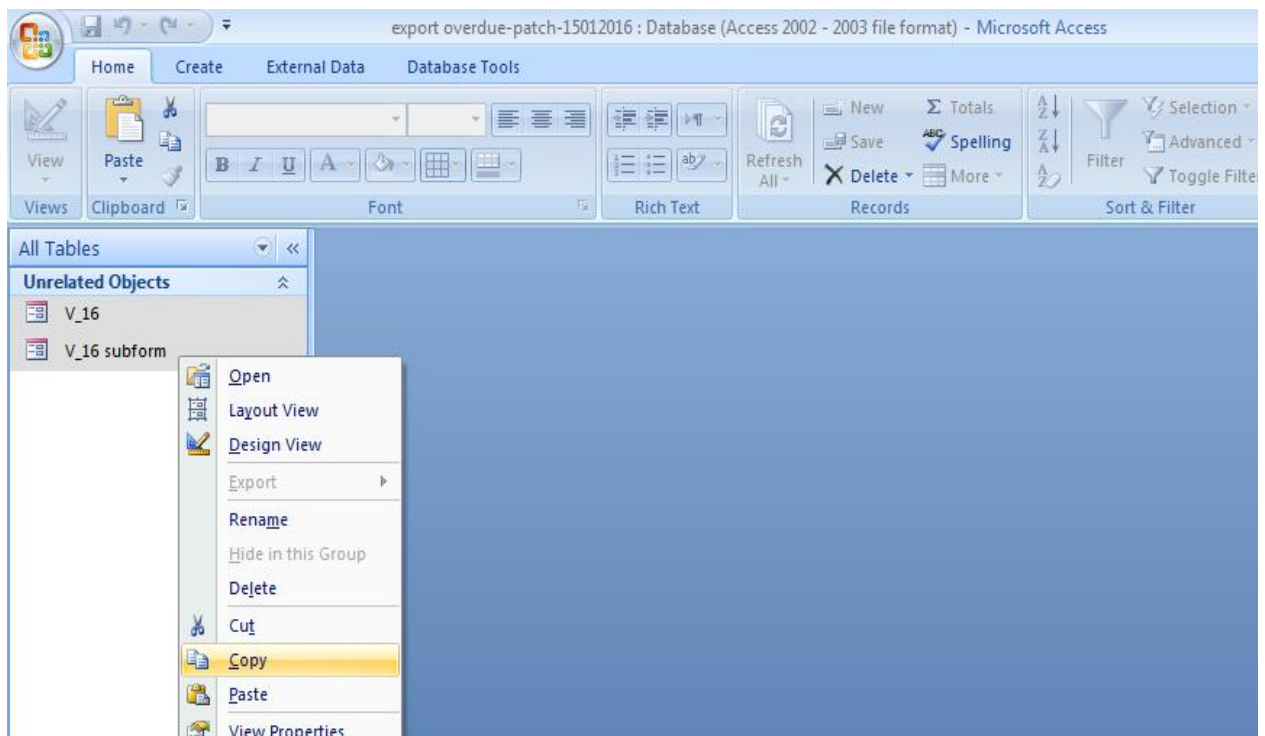 export overdue-patch-15012016 : Database (Access 2002 - 2003 file format) - Microsoft Access
Home Create External Data Database Tools
View Paste B I U A ab Refresh All New Save Delete Σ Totals ABC Spelling More A Z Z A A Z Filter Selection Advanced Toggle Filte
Views Clipboard Font Rich Text Records Sort & Filter
All Tables
Unrelated Objects
V_16
V_16 subform
Open
Layout View
Design View
Export
Rename
Hide in this Group
Delete
Cut
Copy
Paste
View Properties